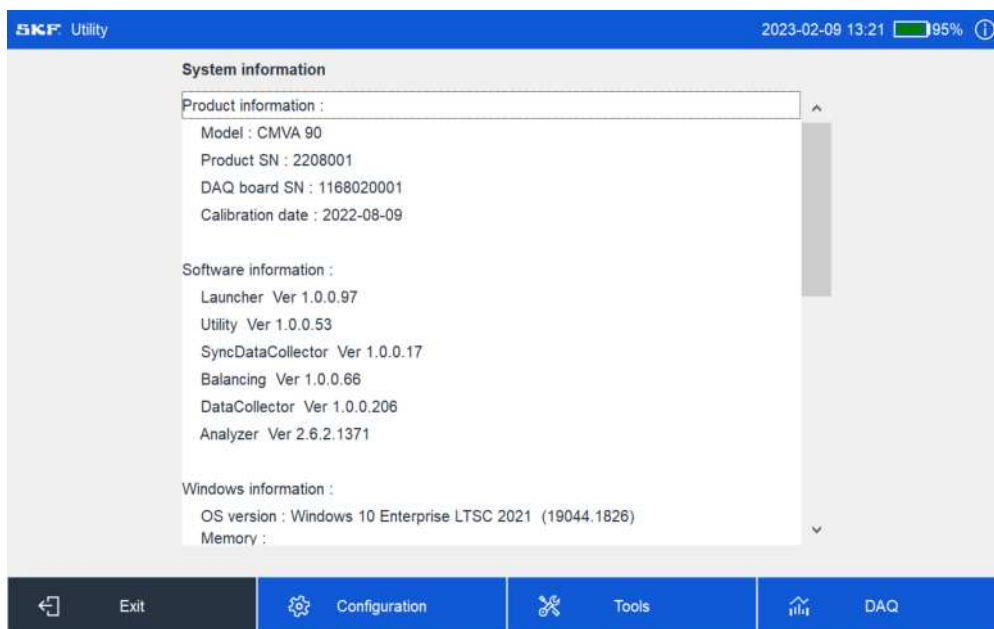 SKF Utility 2023-02-09 13:21 95%
System information
Product information :
Model : CMVA 90
Product SN : 2208001
DAQ board SN : 1168020001
Calibration date : 2022-08-09
Software information :
Launcher Ver 1.0.0.97
Utility Ver 1.0.0.53
SyncDataCollector Ver 1.0.0.17
Balancing Ver 1.0.0.66
DataCollector Ver 1.0.0.206
Analyzer Ver 2.6.2.1371
Windows information :
OS version : Windows 10 Enterprise LTSC 2021 (19044.1826)
Memory :
Exit Configuration Tools DAQ